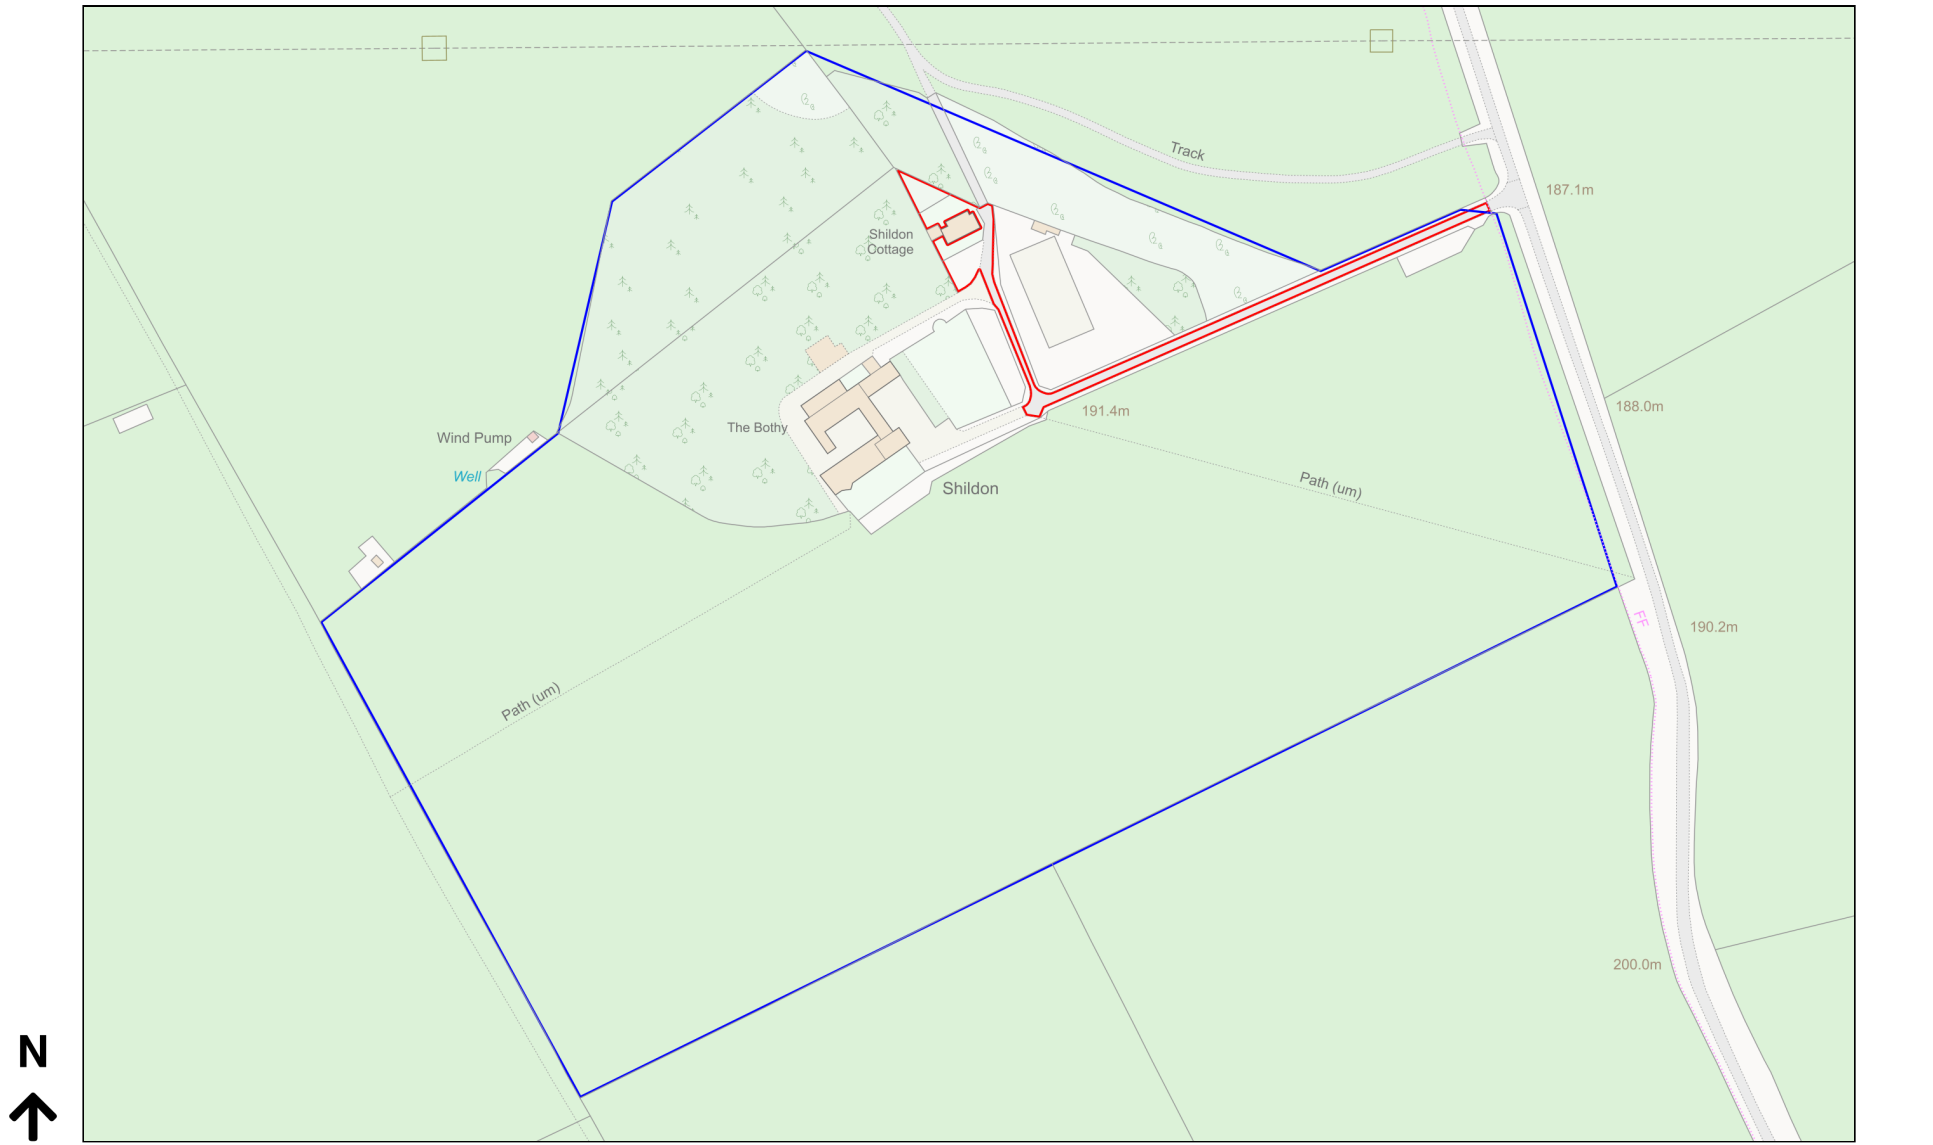 Track
187.1m
Shildon
Cottage
188.0m
191.4m
The Bothy
Wind Pump
Well
Shildon
Path (um)
FF
190.2m
Path (um)
200.0m
N